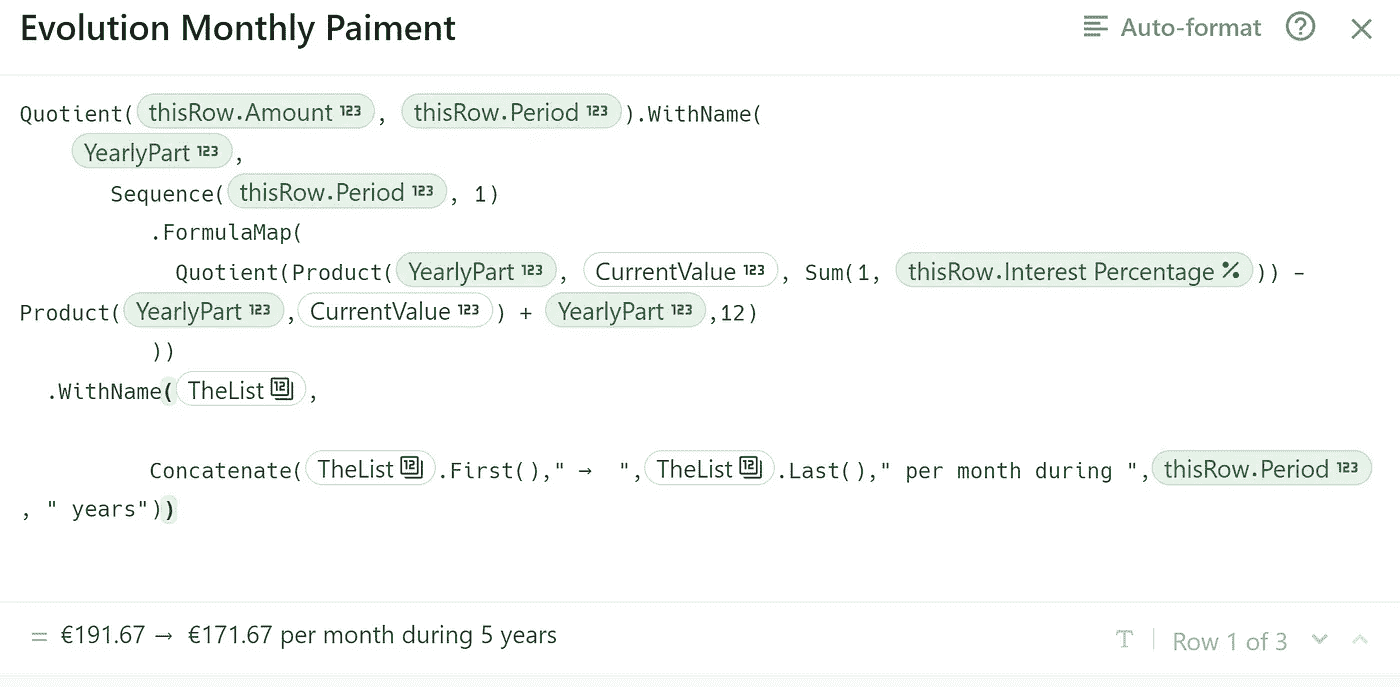 Evolution Monthly Paiment
Auto-format
Quotient( thisRow.Amount 123 , thisRow.Period 123 ).WithName(
YearlyPart 123 ,
Sequence( thisRow.Period 123 , 1)
.FormulaMap(
Quotient(Product( YearlyPart 123 , CurrentValue 123 , Sum(1, thisRow.Interest Percentage % )) –
Product( YearlyPart 123 , CurrentValue 123 ) + YearlyPart 123 ,12)
))
.WithName( TheList 12 ,
Concatenate( TheList 12 .First()," → ", TheList 12 .Last()," per month during ", thisRow.Period 123
, " years"))
= €191.67 → €171.67 per month during 5 years
T
Row 1 of 3